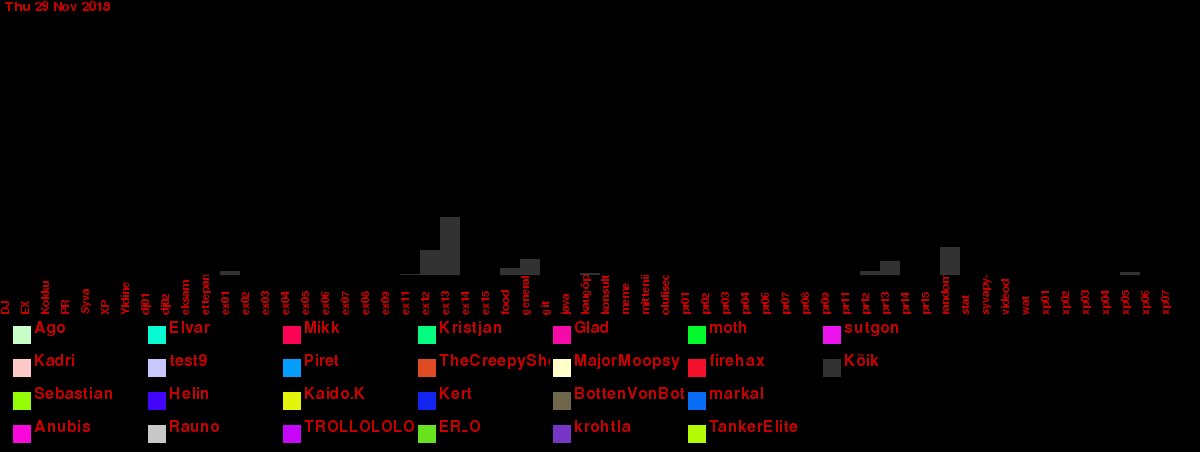 Thu 29 Nov 2018
DJ EX Kokku PR Syva XP Yldine dj01 dj02 eksam ettepan ex01 ex02 ex03 ex04 ex05 ex06 ex07 ex08 ex09 ex11 ex12 ex13 ex14 ex15 food general git java kaugõp konsult meme mitteni olulisec pr01 pr02 pr03 pr04 pr06 pr07 pr08 pr09 pr11 pr12 pr13 pr14 pr15 random stat syvapy- videod wat xp01 xp02 xp03 xp04 xp05 xp06 xp07
Ago Elvar Mikk Kristjan Glad moth sutgon
Kadri test9 Piret TheCreepySh MajorMoopsy firehax Kõik
Sebastian Helin Kaido.K Kert BottenVonBot markal
Anubis Rauno TROLLOLOLO ER_O krohtla TankerElite